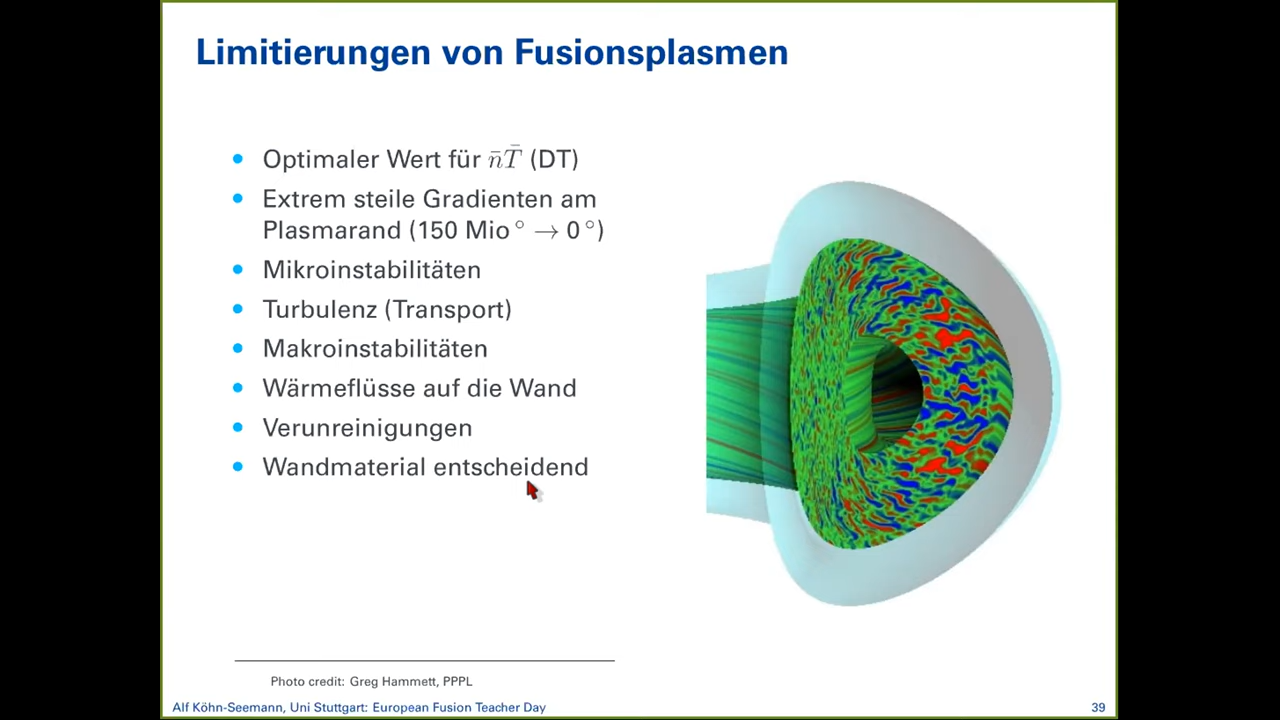 Limitierungen von Fusionsplasmen
• Optimaler Wert für n̄T̄ (DT)
• Extrem steile Gradienten am
Plasmarand (150 Mio° → 0°)
• Mikroinstabilitäten
• Turbulenz (Transport)
• Makroinstabilitäten
• Wärmeflüsse auf die Wand
• Verunreinigungen
• Wandmaterial entscheidend
Photo credit: Greg Hammett, PPPL
Alf Köhn-Seemann, Uni Stuttgart: European Fusion Teacher Day
39